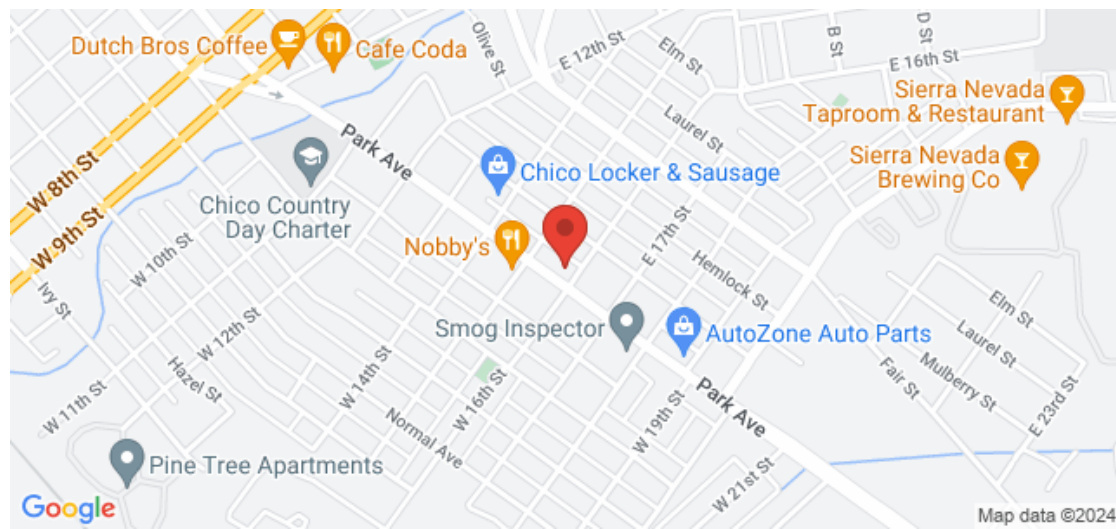 Dutch Bros Coffee
Cafe Coda
Olive St
E 12th St
Elm St
B St
D St
E 16th St
Sierra Nevada
Taproom & Restaurant
Laurel St
Park Ave
W 8th St
Chico Locker & Sausage
Sierra Nevada
Brewing Co
Chico Country
Day Charter
W 9th St
W 10th St
Nobby's
E 17th St
Hemlock St
Ivy St
W 12th St
Smog Inspector
AutoZone Auto Parts
Elm St
Laurel St
Mulberry St
Fair St
E 23rd St
Hazel St
W 14th St
W 16th St
W 11th St
Normal Ave
Park Ave
W 19th St
W 21st St
Pine Tree Apartments
Google
Map data ©2024